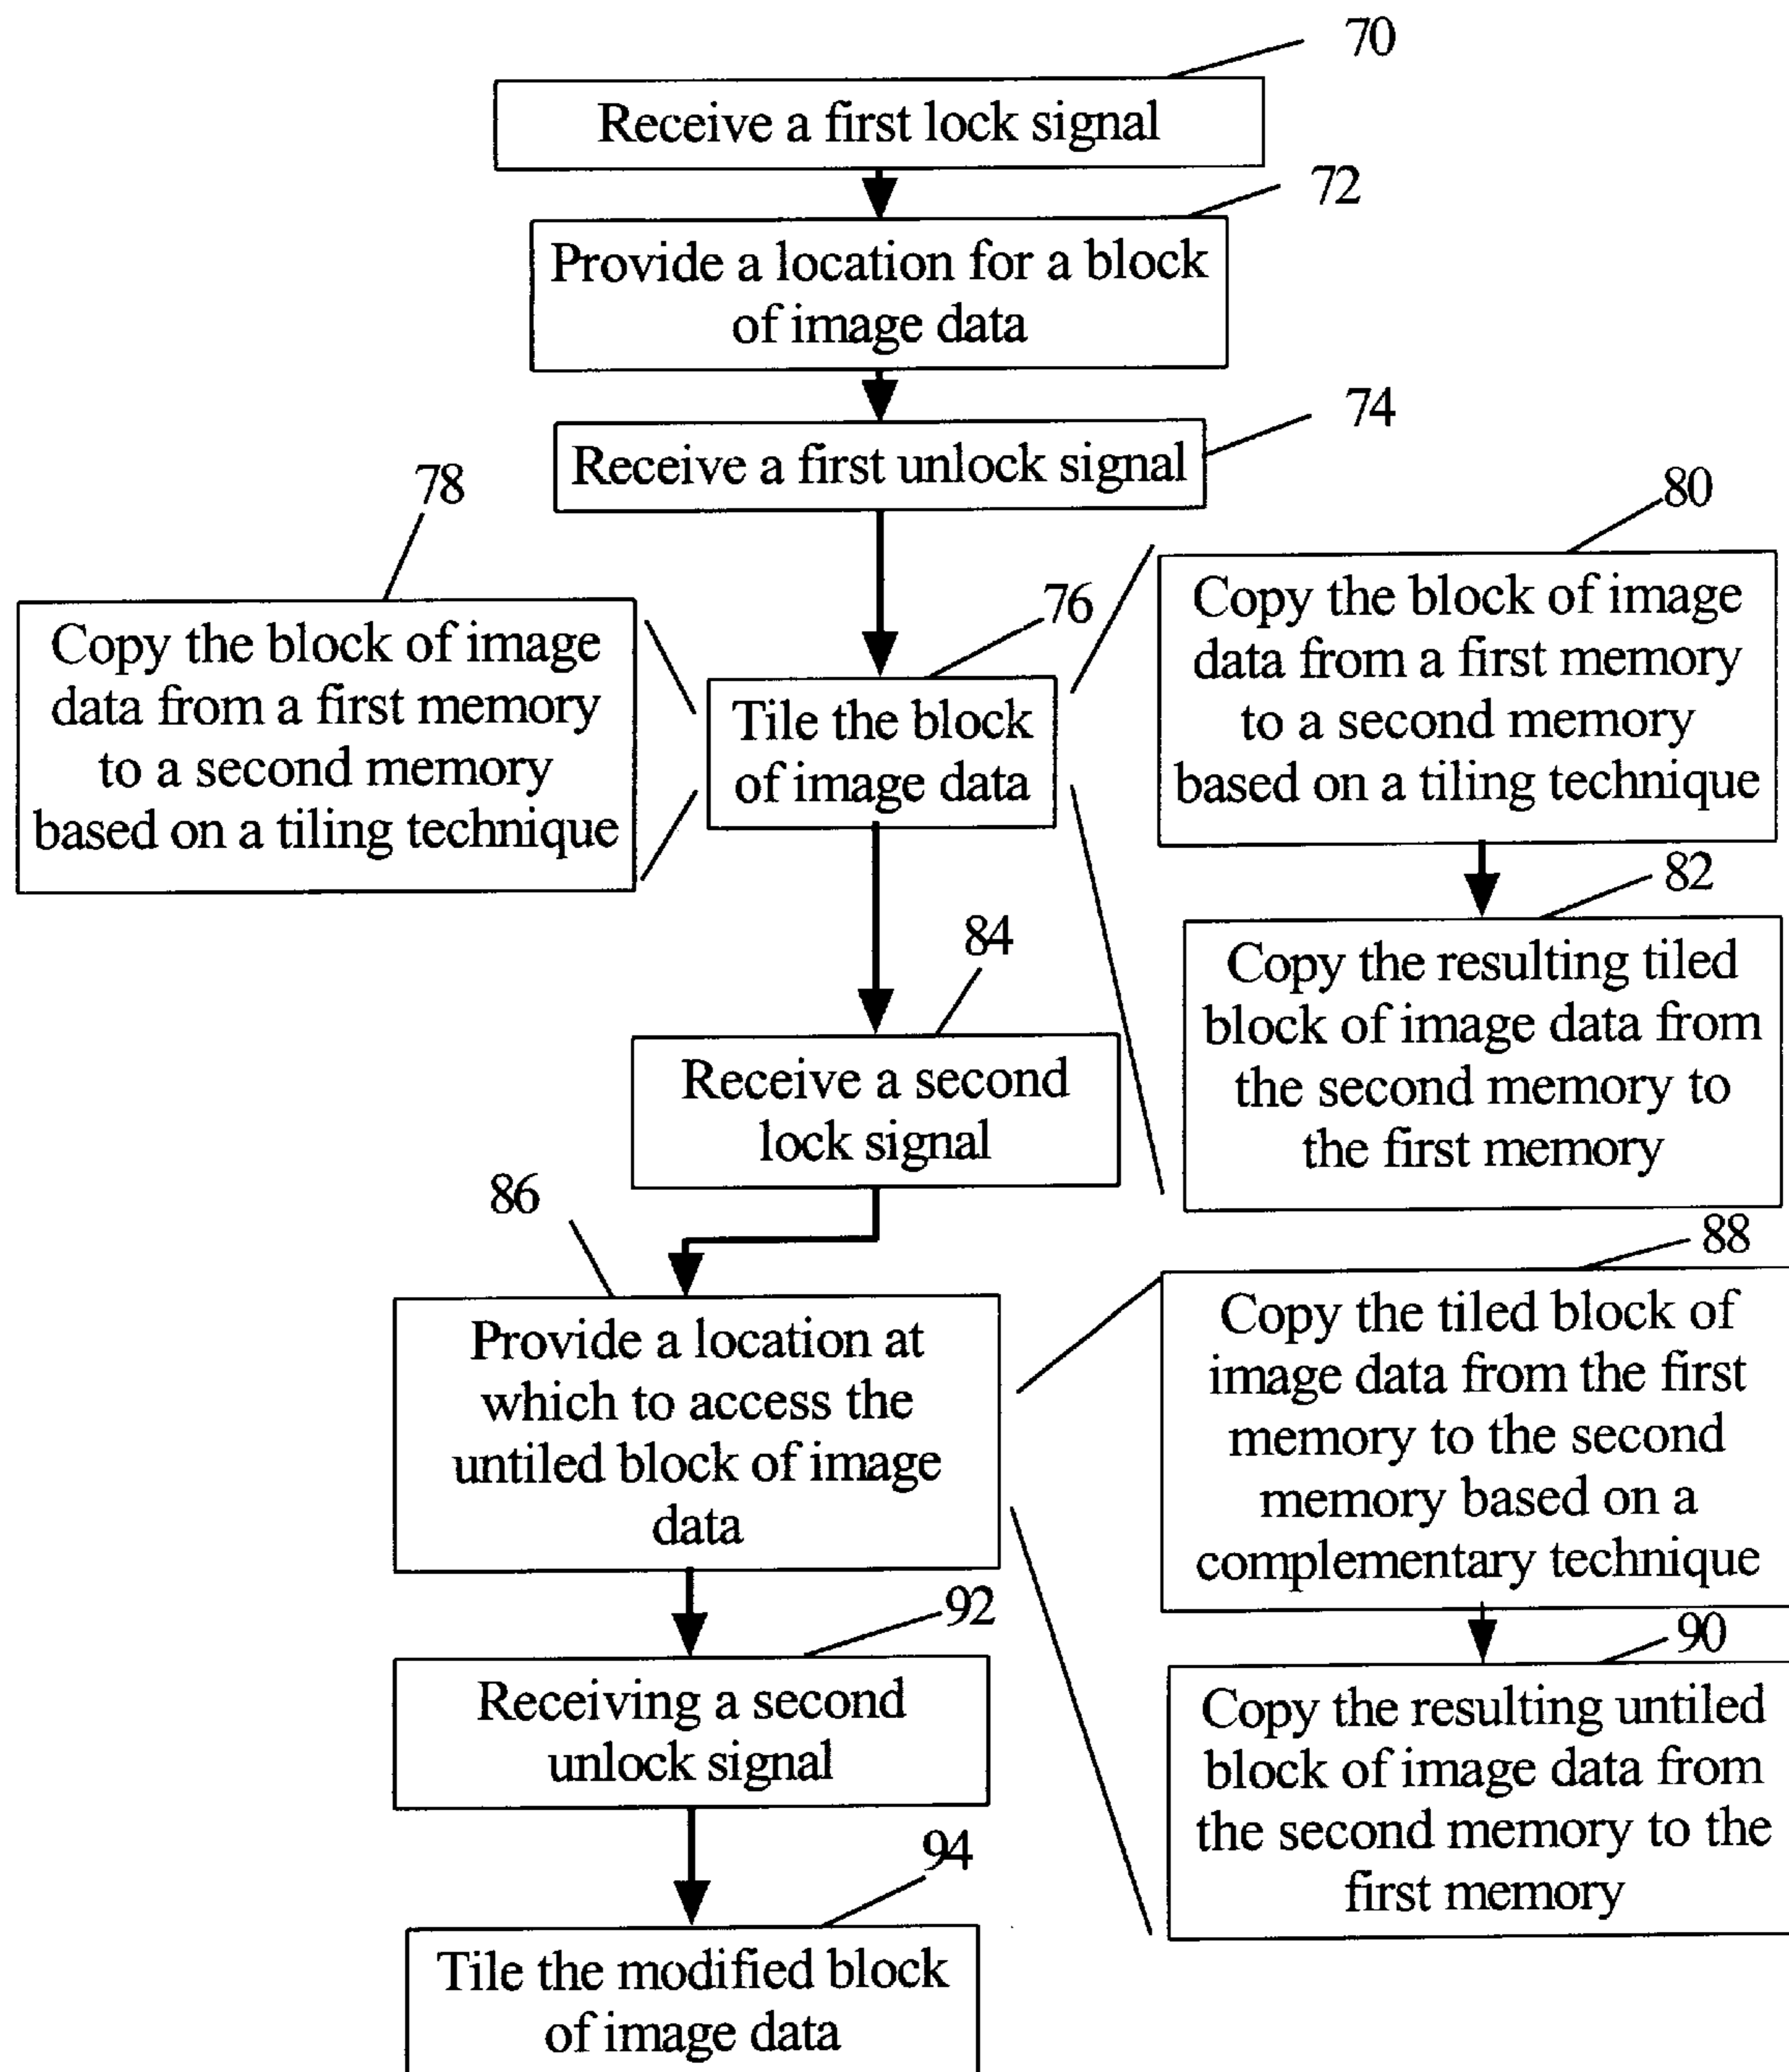 70
Receive a first lock signal
72
Provide a location for a block
of image data
74
Receive a first unlock signal
78
Copy the block of image
data from a first memory
to a second memory
based on a tiling technique
76
Tile the block
of image data
80
Copy the block of image
data from a first memory
to a second memory
based on a tiling technique
82
Copy the resulting tiled
block of image data from
the second memory to
the first memory
84
Receive a second
lock signal
86
Provide a location at
which to access the
untiled block of image
data
88
Copy the tiled block of
image data from the first
memory to the second
memory based on a
complementary technique
90
Copy the resulting untiled
block of image data from
the second memory to the
first memory
92
Receiving a second
unlock signal
94
Tile the modified block
of image data